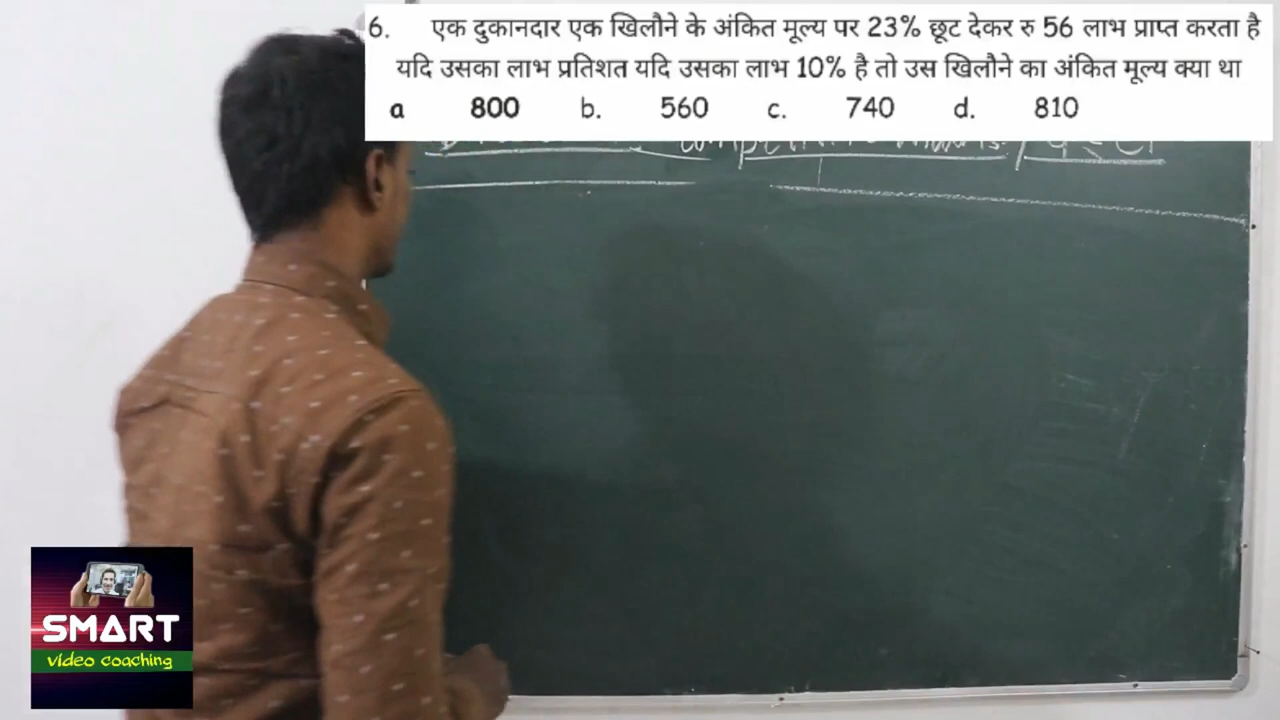 6. एक दुकानदार एक खिलौने के अंकित मूल्य पर 23% छूट देकर रु 56 लाभ प्राप्त करता है
यदि उसका लाभ प्रतिशत यदि उसका लाभ 10% है तो उस खिलौने का अंकित मूल्य क्या था
a 800 b. 560 c. 740 d. 810
SMART
video coaching